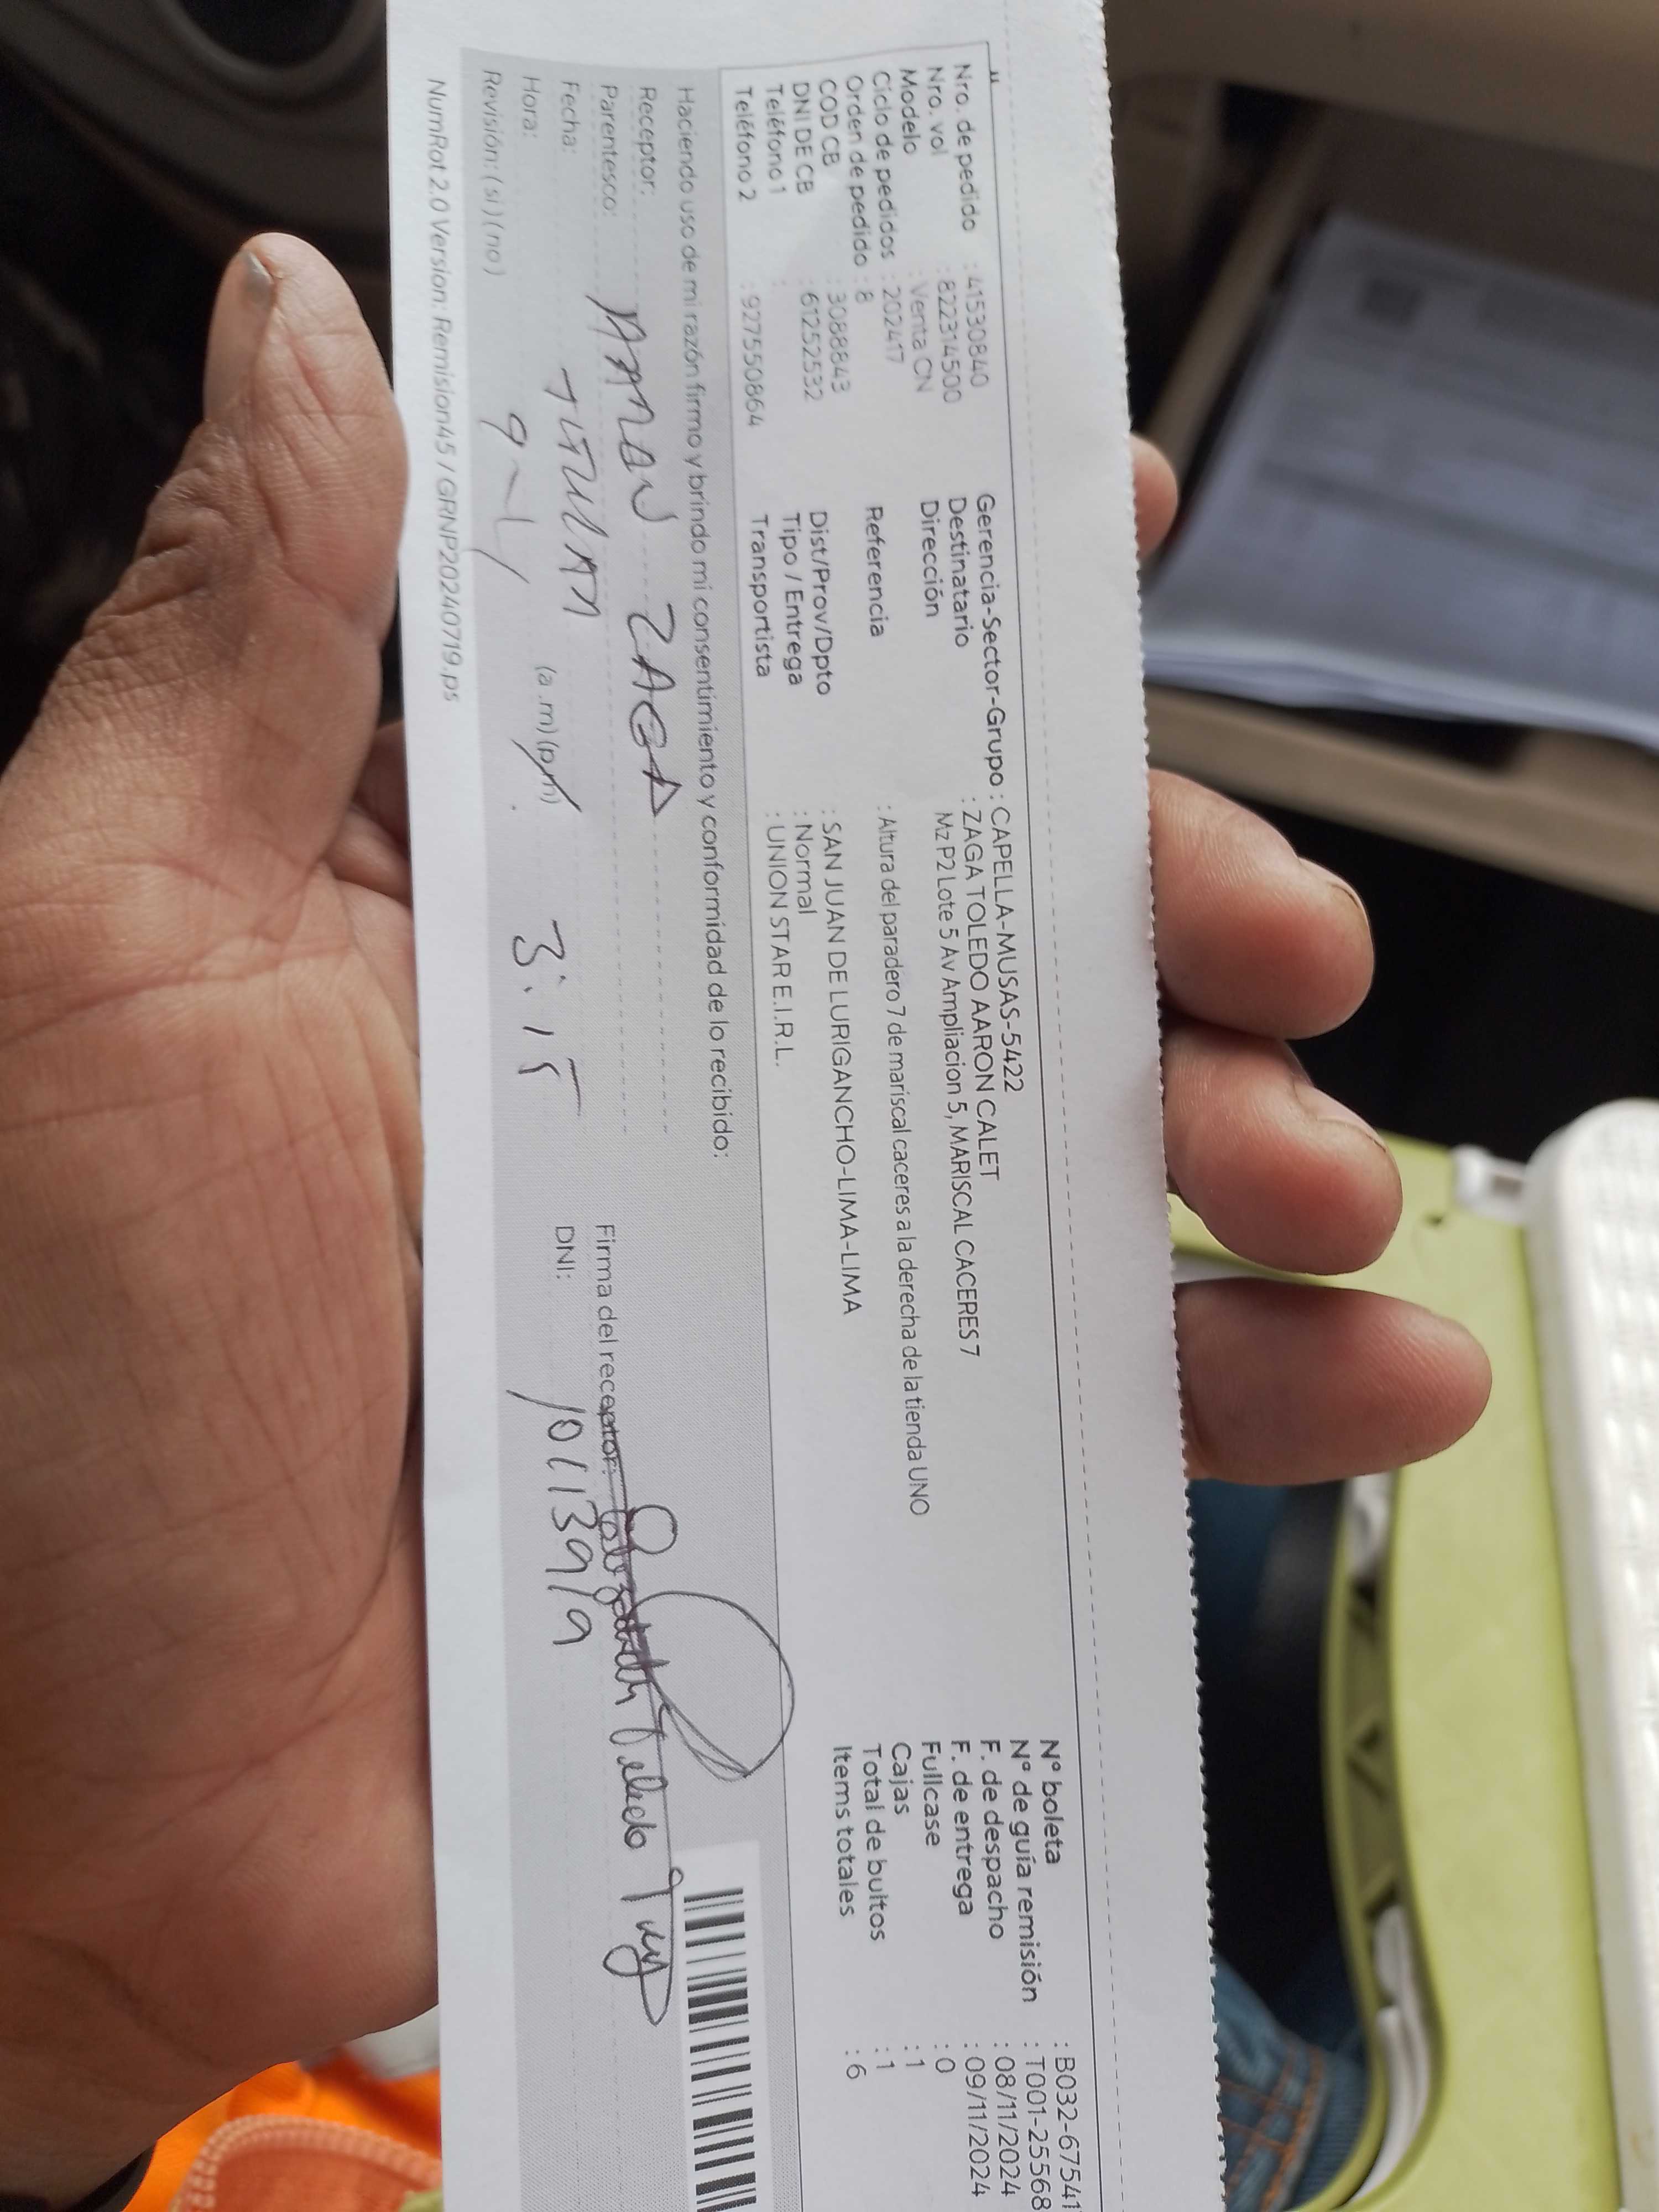 Nro. de pedido : 41530840
Nro. vol : 822314500
Modelo : Venta CN
Ciclo de pedidos : 202417
Orden de pedido : 8
COD CB : 3088843
DNI DE CB : 61252532
Teléfono 1 :
Teléfono 2 : 927550864
Gerencia-Sector-Grupo : CAPELLA-MUSAS-5422
Destinatario : ZAGA TOLEDO AARON CALET
Dirección Mz P2 Lote 5 Av Ampliacion 5, MARISCAL CACERES 7
Referencia : Altura del paradero 7 de mariscal caceres a la derecha de la tienda UNO
Dist/Prov/Dpto : SAN JUAN DE LURIGANCHO-LIMA-LIMA
Tipo / Entrega : Normal
Transportista : UNION STAR E.I.R.L.
Nº boleta : B032-67541
Nº de guía remisión : T001-25568
F. de despacho : 08/11/2024
F. de entrega : 09/11/2024
Fullcase : 0
Cajas : 1
Total de bultos : 1
Items totales : 6
Haciendo uso de mi razón firmo y brindo mi consentimiento y conformidad de lo recibido:
Receptor: ZAGA
Parentesco: TITULAR
Fecha:
Hora: (a.m)(pm) 3:15
Revisión: (si) (no)
Firma del receptor: Toledo
DNI: 10113919
NumRot 2.0 Version: Remision45 / GRNP20240719.ps